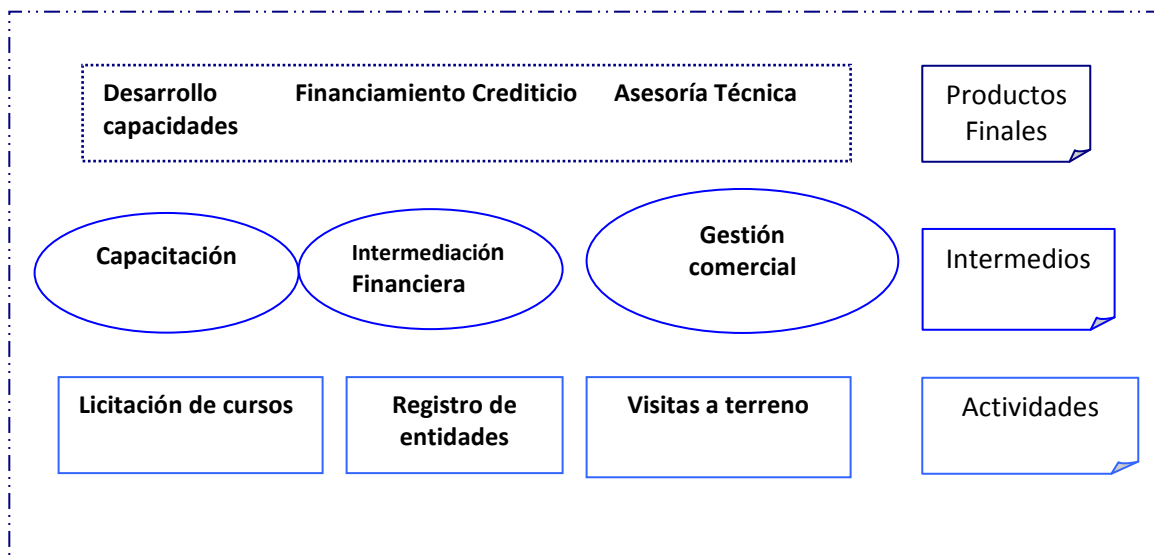 Desarrollo
capacidades
Financiamiento Crediticio
Asesoría Técnica
Productos
Finales
Capacitación
Intermediación
Financiera
Gestión
comercial
Intermedios
Licitación de cursos
Registro de
entidades
Visitas a terreno
Actividades